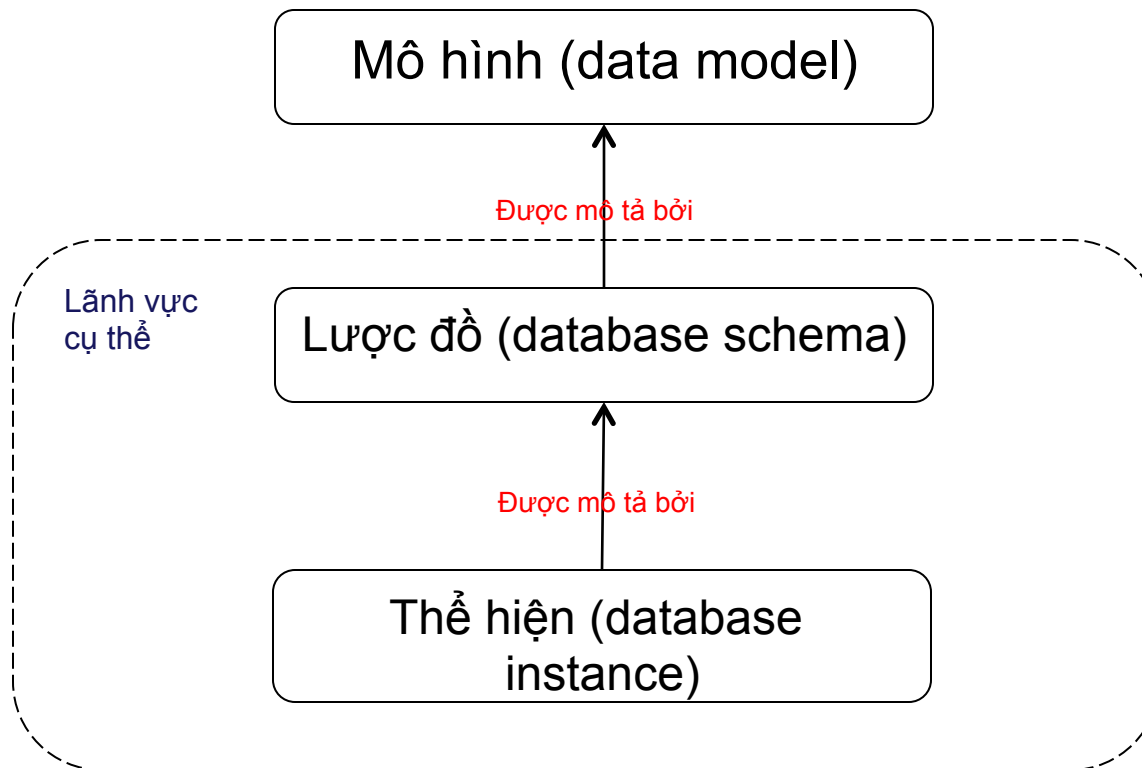 Mô hình (data model)
Được mô tả bởi
Lãnh vực
cụ thể
Lược đồ (database schema)
Được mô tả bởi
Thể hiện (database
instance)